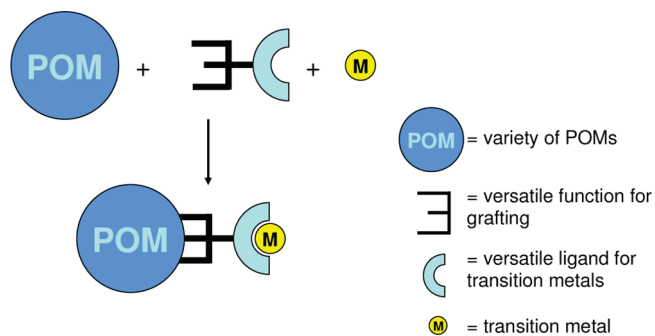 POM + + M
POM = variety of POMs
= versatile function for
grafting
POM M
= versatile ligand for
transition metals
M = transition metal